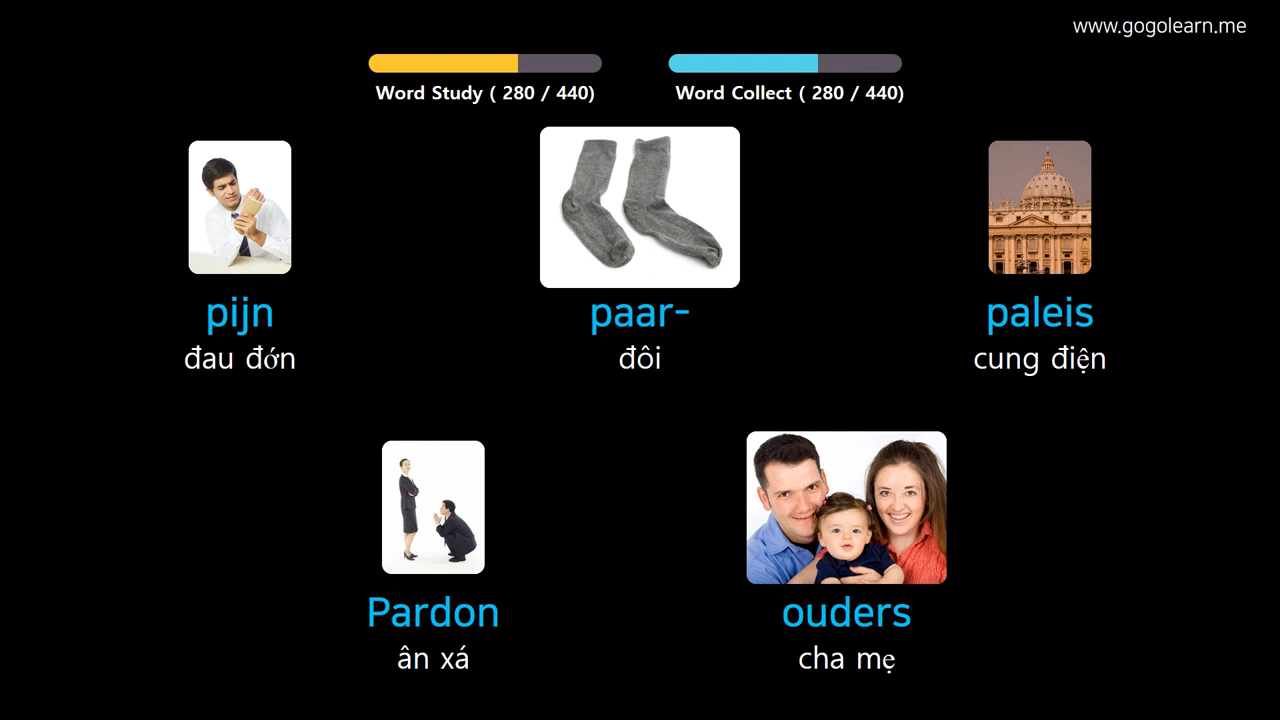 www.gogolearn.me
Word Study ( 280 / 440)
Word Collect ( 280 / 440)
pijn
đau đớn
paar-
đôi
paleis
cung điện
Pardon
ân xá
ouders
cha mẹ